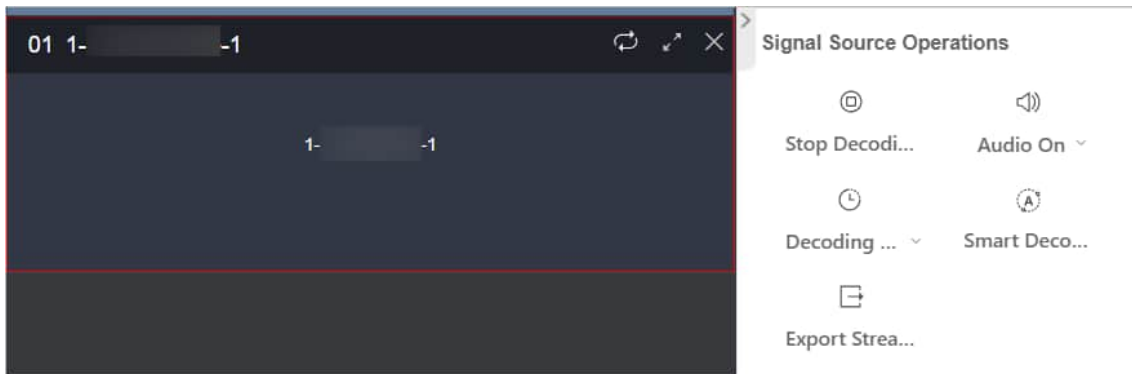 01 1- -1
1- -1
Signal Source Operations
Stop Decodi...
Audio On
Decoding ...
Smart Deco...
Export Strea...